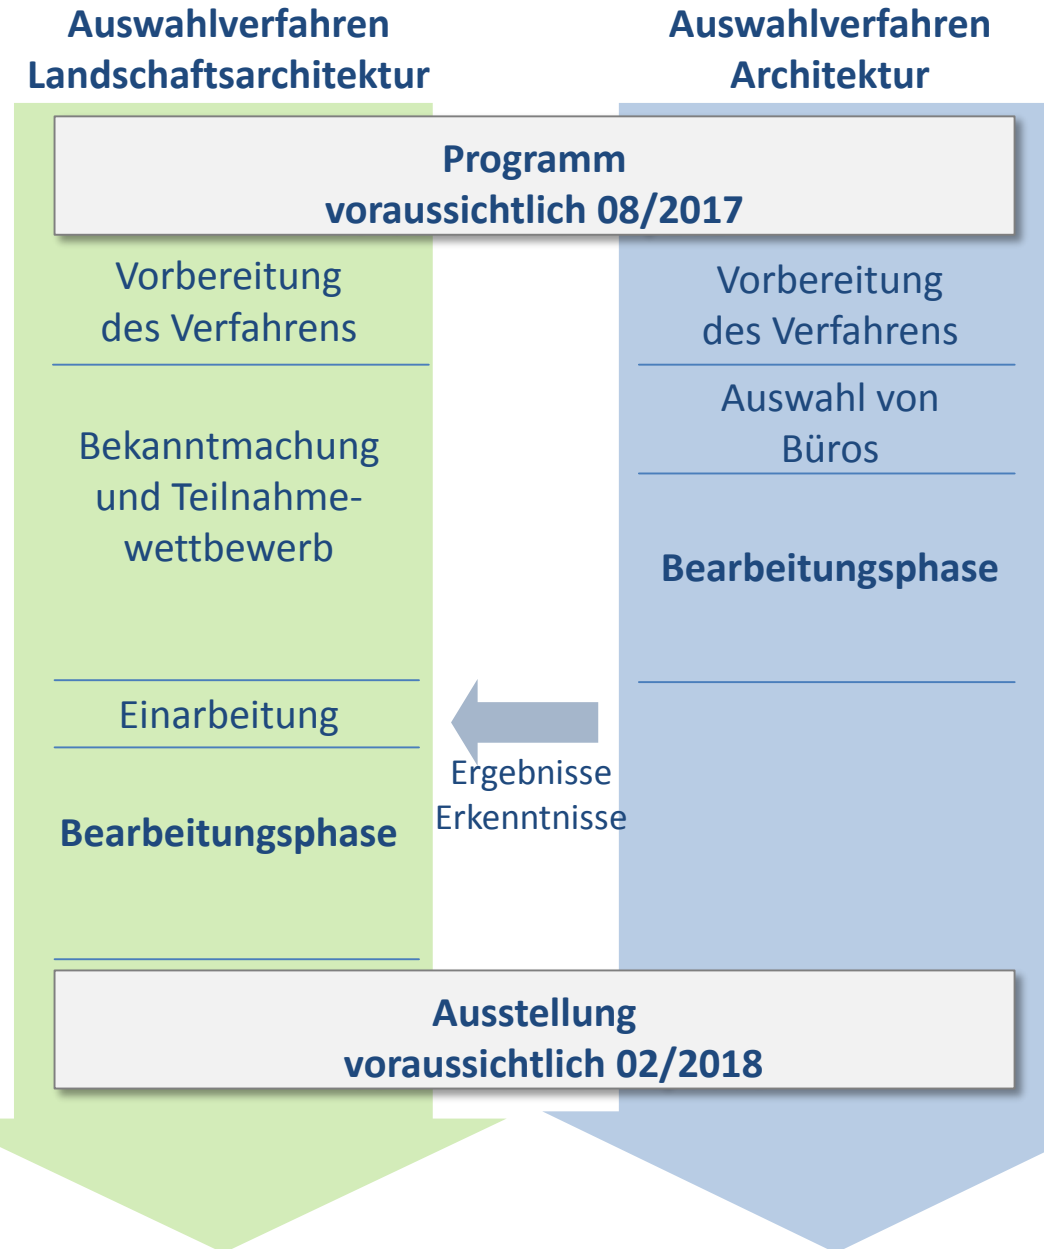 Auswahlverfahren
Landschaftsarchitektur
Auswahlverfahren
Architektur
Programm
voraussichtlich 08/2017
Vorbereitung
des Verfahrens
Bekanntmachung
und Teilnahme-
wettbewerb
Einarbeitung
Bearbeitungsphase
Vorbereitung
des Verfahrens
Auswahl von
Büros
Bearbeitungsphase
Ergebnisse
Erkenntnisse
Ausstellung
voraussichtlich 02/2018